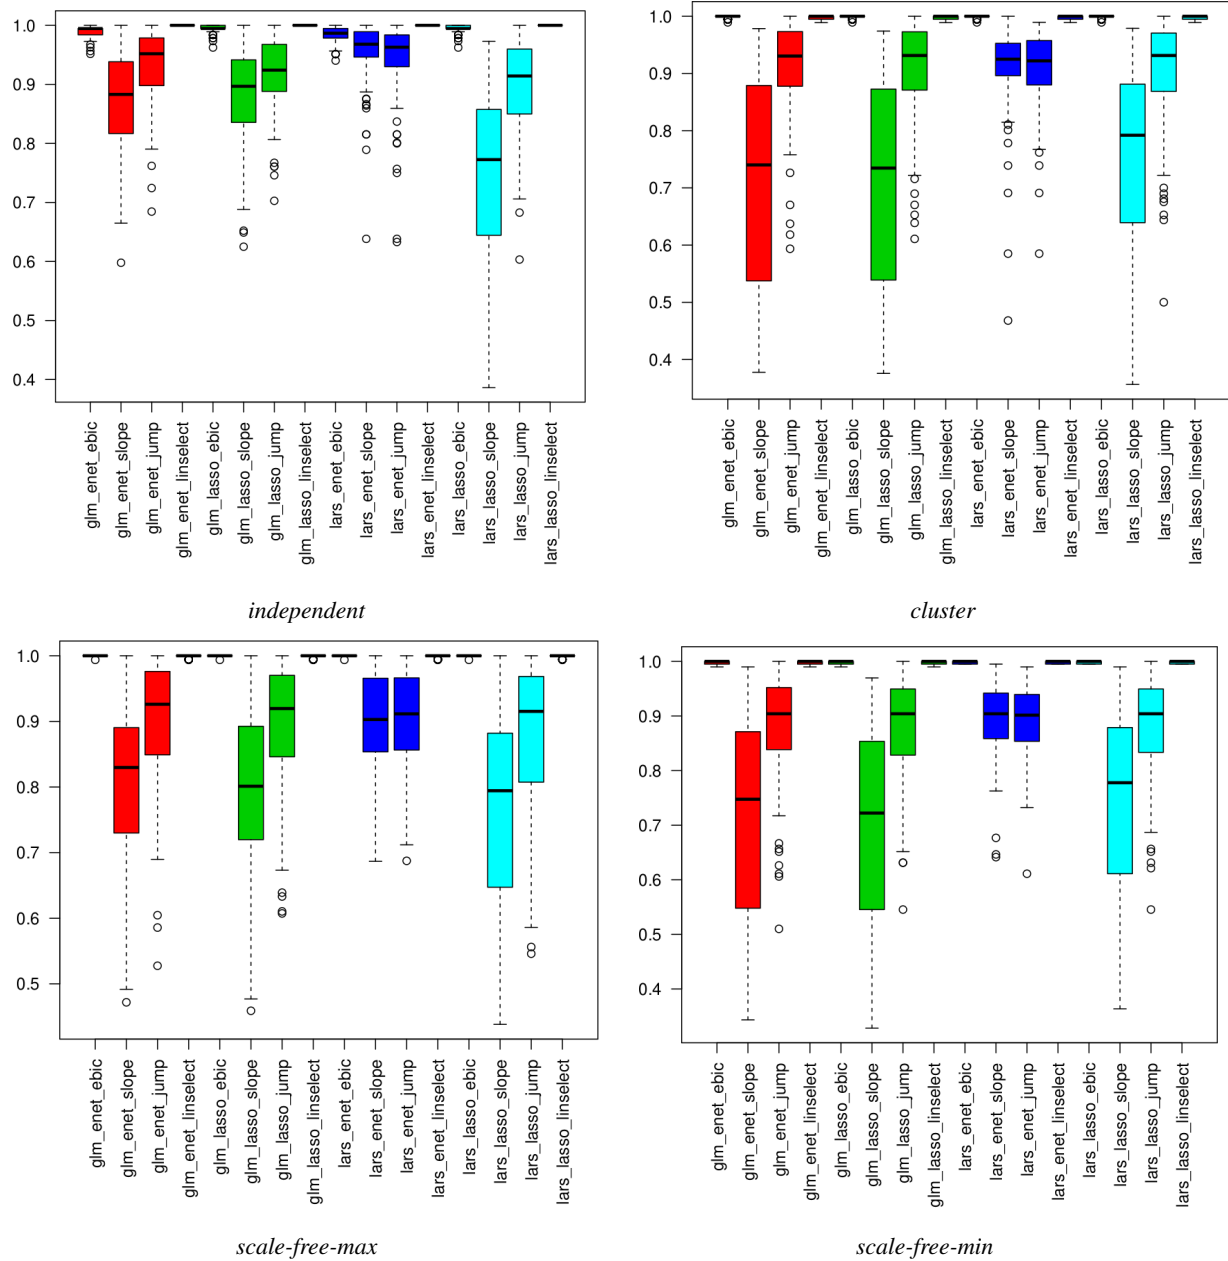 1.0
0.9
0.8
0.7
0.6
0.5
0.4
glm_enet_ebic
glm_enet_slope
glm_enet_jump
glm_enet_linselect
glm_lasso_ebic
glm_lasso_slope
glm_lasso_jump
glm_lasso_linselect
lars_enet_ebic
lars_enet_slope
lars_enet_jump
lars_enet_linselect
lars_lasso_ebic
lars_lasso_slope
lars_lasso_jump
lars_lasso_linselect
independent
1.0
0.9
0.8
0.7
0.6
0.5
0.4
glm_enet_ebic
glm_enet_slope
glm_enet_jump
glm_enet_linselect
glm_lasso_ebic
glm_lasso_slope
glm_lasso_jump
glm_lasso_linselect
lars_enet_ebic
lars_enet_slope
lars_enet_jump
lars_enet_linselect
lars_lasso_ebic
lars_lasso_slope
lars_lasso_jump
lars_lasso_linselect
cluster
1.0
0.9
0.8
0.7
0.6
0.5
glm_enet_ebic
glm_enet_slope
glm_enet_jump
glm_enet_linselect
glm_lasso_ebic
glm_lasso_slope
glm_lasso_jump
glm_lasso_linselect
lars_enet_ebic
lars_enet_slope
lars_enet_jump
lars_enet_linselect
lars_lasso_ebic
lars_lasso_slope
lars_lasso_jump
lars_lasso_linselect
scale-free-max
1.0
0.9
0.8
0.7
0.6
0.5
0.4
glm_enet_ebic
glm_enet_slope
glm_enet_jump
glm_enet_linselect
glm_lasso_ebic
glm_lasso_slope
glm_lasso_jump
glm_lasso_linselect
lars_enet_ebic
lars_enet_slope
lars_enet_jump
lars_enet_linselect
lars_lasso_ebic
lars_lasso_slope
lars_lasso_jump
lars_lasso_linselect
scale-free-min